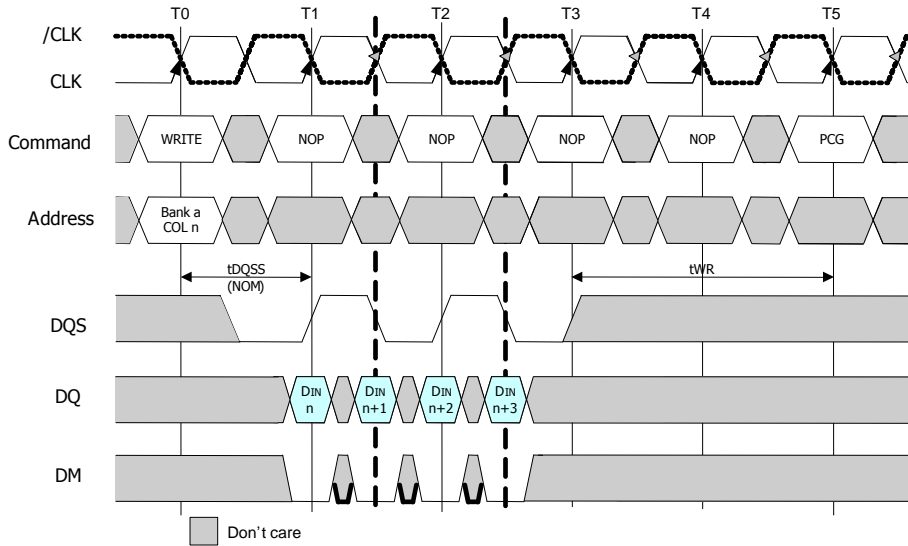 T0 T1 T2 T3 T4 T5
/CLK
CLK
Command WRITE NOP NOP NOP NOP PCG
Address Bank a
COL n
tDQSS
(NOM)
tWR
DQS
DQ DIN
n
DIN
n+1
DIN
n+2
DIN
n+3
DM
Don't care